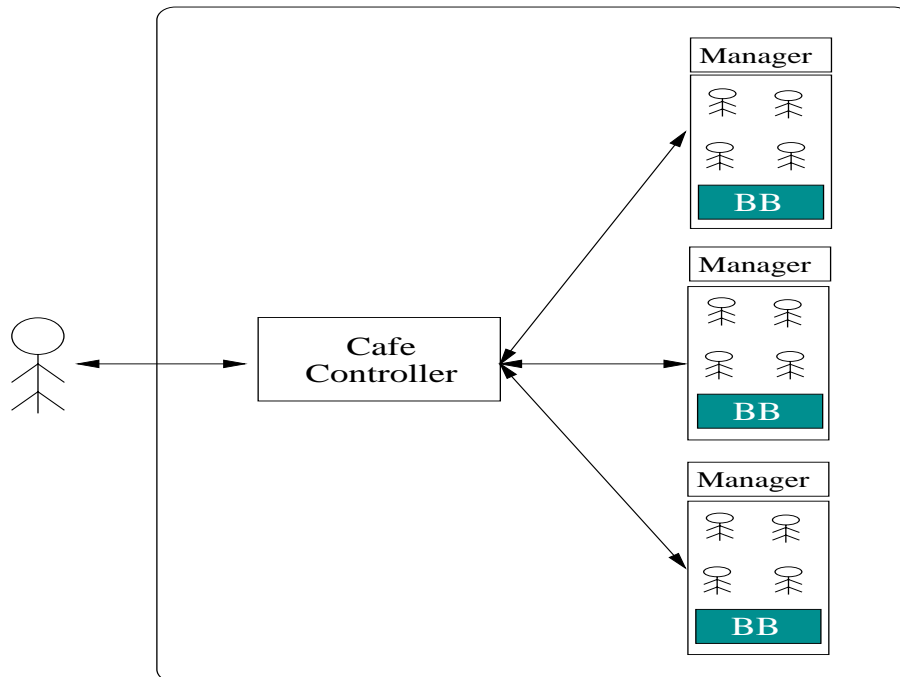 Manager
BB
Manager
Cafe
Controller
BB
Manager
BB